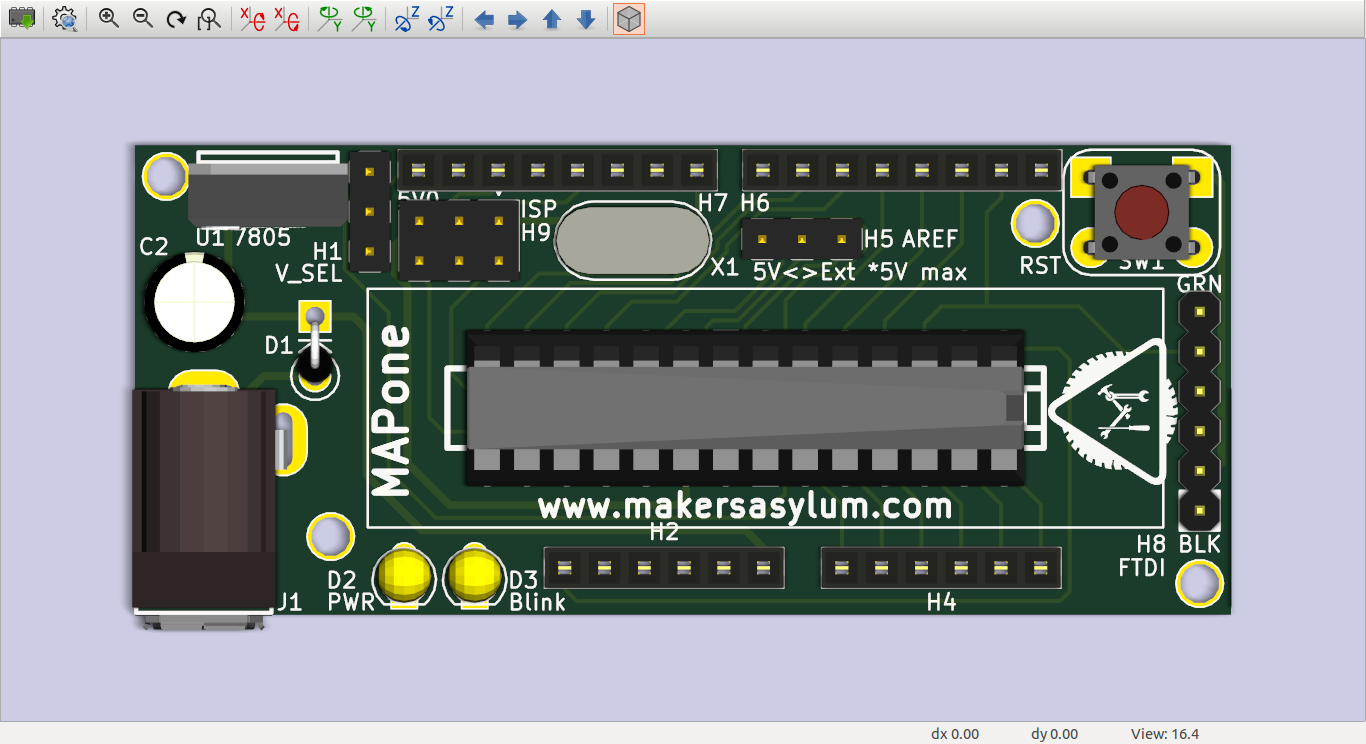 X
X
Y
Y
Z
Z
5V0
ISP
H9
H7
H6
U1 7805
C2
H1
V_SEL
X1
H5 AREF
5V<>Ext *5V max
RST
SW1
GRN
D1
MAPone
www.makersasylum.com
H2
D2
PWR
D3
Blink
J1
H4
H8
FTDI
BLK
dx 0.00
dy 0.00
View: 16.4